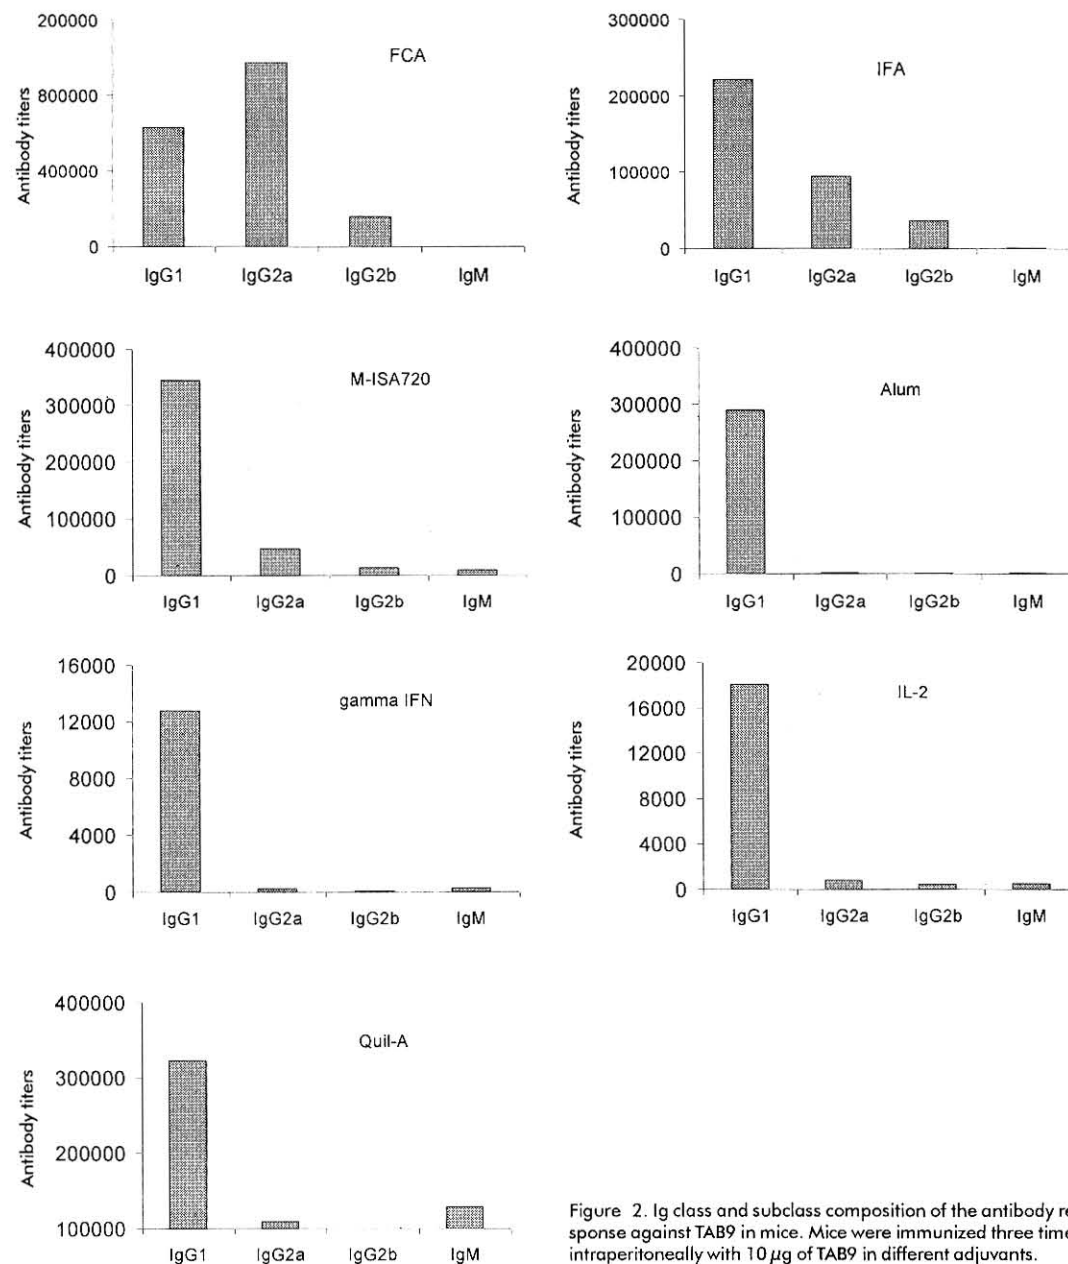 200000
800000
400000
0
Antibody titers
FCA
IgG1 IgG2a IgG2b IgM
300000
200000
100000
0
Antibody titers
IFA
IgG1 IgG2a IgG2b IgM
400000
300000
200000
100000
0
Antibody titers
M-ISA720
IgG1 IgG2a IgG2b IgM
400000
300000
200000
100000
0
Antibody titers
Alum
IgG1 IgG2a IgG2b IgM
16000
12000
8000
4000
0
Antibody titers
gamma IFN
IgG1 IgG2a IgG2b IgM
20000
16000
12000
8000
4000
0
Antibody titers
IL-2
IgG1 IgG2a IgG2b IgM
400000
300000
200000
100000
Antibody titers
Quil-A
IgG1 IgG2a IgG2b IgM
Figure 2. Ig class and subclass composition of the antibody re
sponse against TAB9 in mice. Mice were immunized three time
intraperitoneally with 10 µg of TAB9 in different adjuvants.